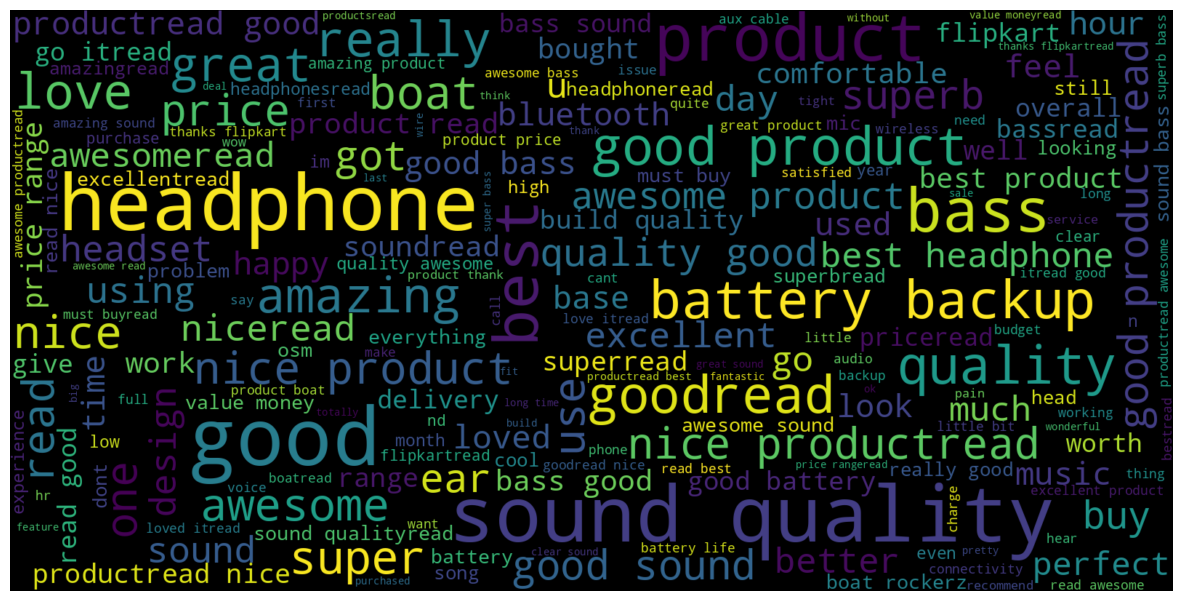 productread good
productsread
really
bass sound
aux cable
product
without
value moneyread
flipkart
hour
thanks flipkartread
go itread
great
amazing product
bought
issue
amazingread
love
deal
headphonesread
boat
awesome bass
u
headphoneread
comfortable
feel
still
superb bass
price
first
think
quite
day
tight
superb
overall
amazing sound
product read
bluetooth
mic
great product
wireless
need
bassread
purchase
thanks flipkart
wow
wire
product price
thank
well
looking
awesomeread
im
got
good bass
good product
must buy
satisfied
year
best product
excellentread
last
high
awesome product
sale
long
headphone
super bass
best
build quality
used
bass
service
read nice
price range
awesome productread
headset
soundread
quality good
best headphone
clear
sound bass
good productread
awesome read
problem
happy
quality awesome
product thank
cant
superbread
itread good
productread awesome
using
say
amazing
call
base
battery backup
must buyread
love itread
nice
niceread
everything
excellent
little
priceread
budget
n
give
work
osm
make
great sound
superread
go
audio
quality
nice product
fit
productread best
fantastic
backup
ok
pain
head
read
time
big
full
product boat
value money
long time
delivery
use
goodread
look
much
working
design
totally
build
awesome sound
little bit
wonderful
bestread
low
good
nd
month
loved
phone
nice productread
worth
experience
one
dont
flipkartread
cool
goodread nice
read best
price rangeread
really good
thing
read good
hr
boatread
range
ear
bass good
good battery
music
excellent product
voice
awesome
want
sound quality
charge
buy
feature
loved itread
sound qualityread
hear
sound
super
battery
clear sound
battery life
better
even
pretty
perfect
productread nice
purchased
song
good sound
boat rockerz
connectivity
recommend
read awesome